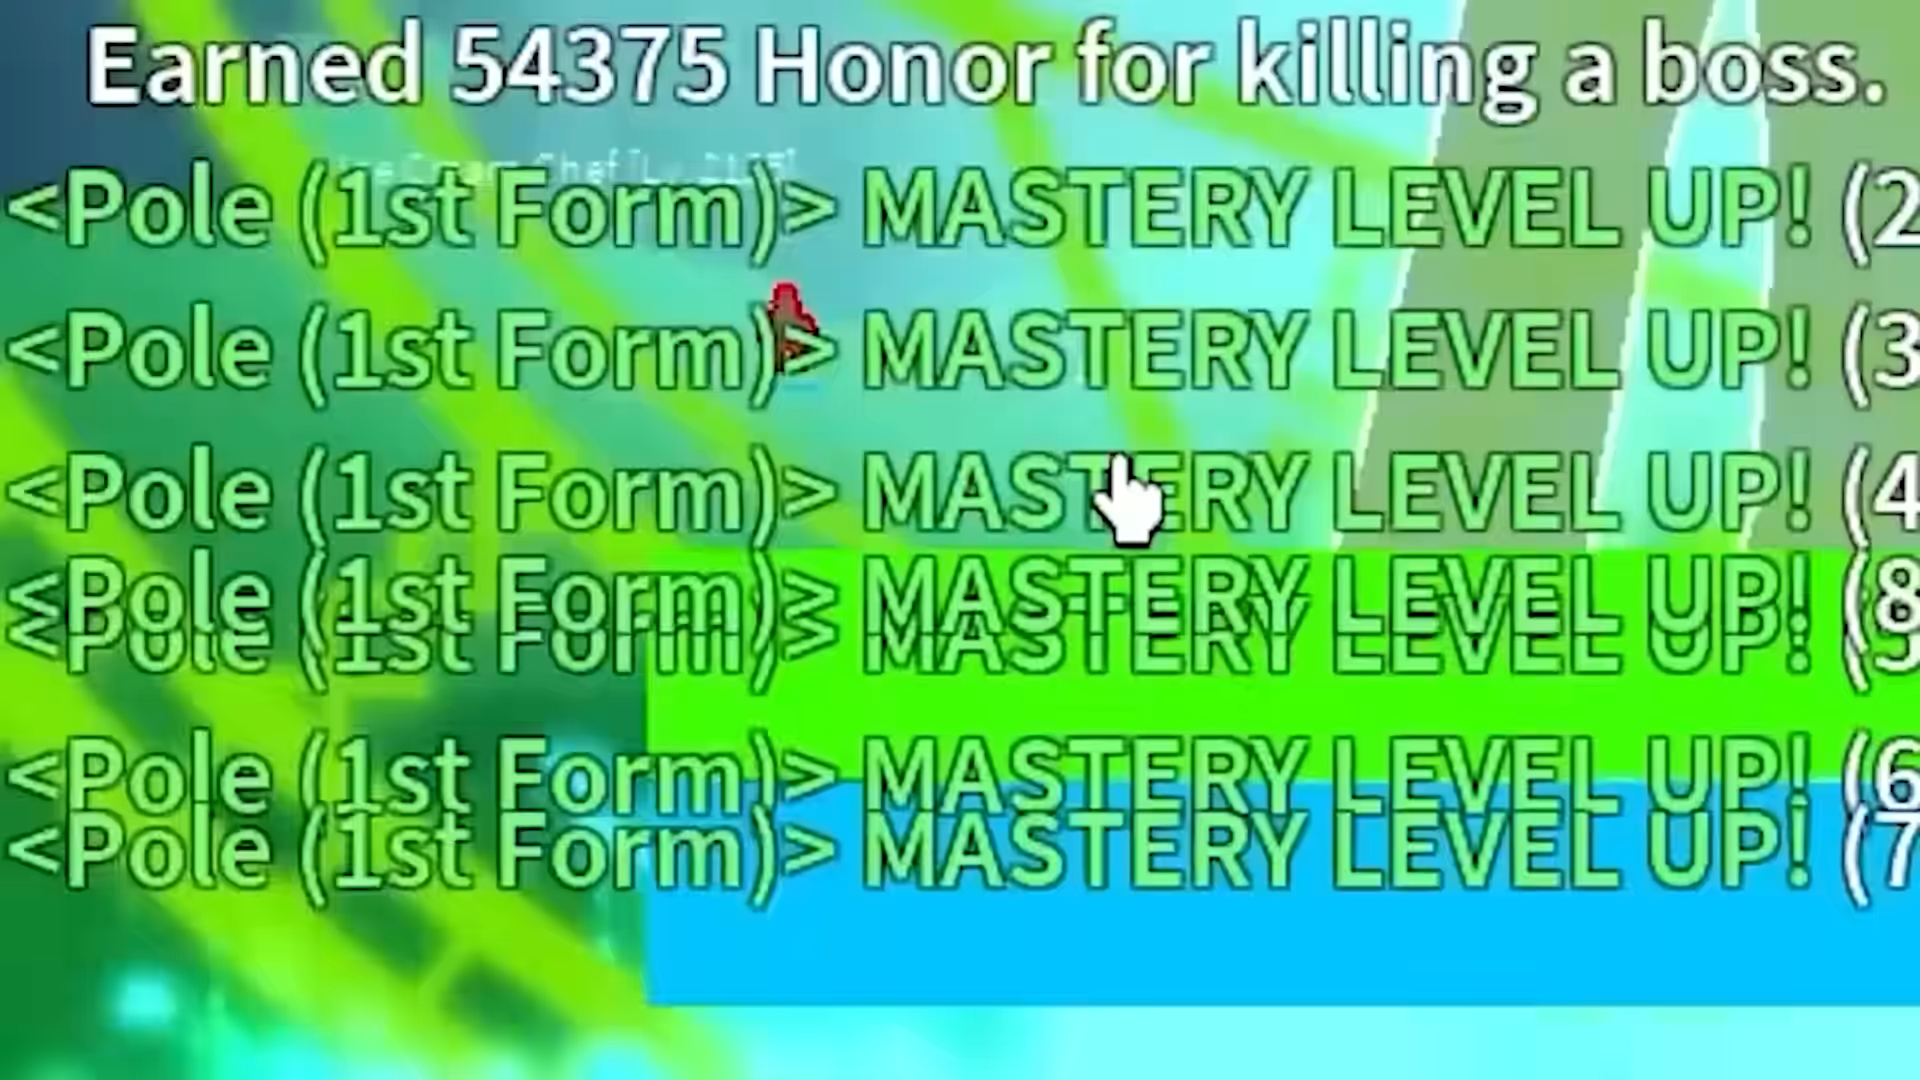 Earned 54375 Honor for killing a boss.
<Pole (1st Form)> MASTERY LEVEL UP! (2
<Pole (1st Form)> MASTERY LEVEL UP! (3
<Pole (1st Form)> MASTERY LEVEL UP! (4
<Pole (1st Form)> MASTERY LEVEL UP! (8
<Pole (1st Form)> MASTERY LEVEL UP! (5
<Pole (1st Form)> MASTERY LEVEL UP! (6
<Pole (1st Form)> MASTERY LEVEL UP! (7